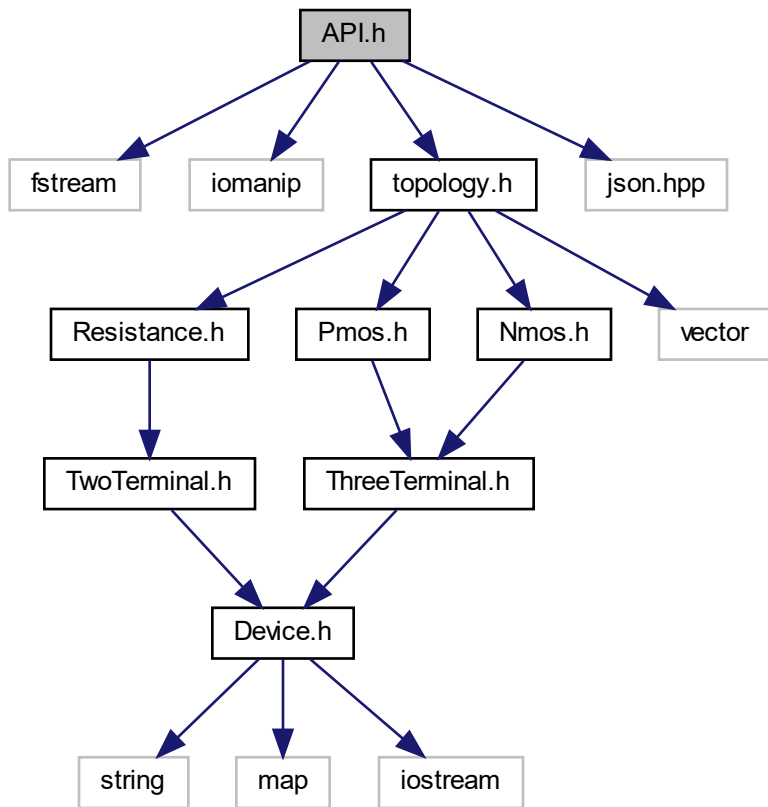 API.h
fstream
iomanip
topology.h
json.hpp
Resistance.h
Pmos.h
Nmos.h
vector
TwoTerminal.h
ThreeTerminal.h
Device.h
string
map
iostream